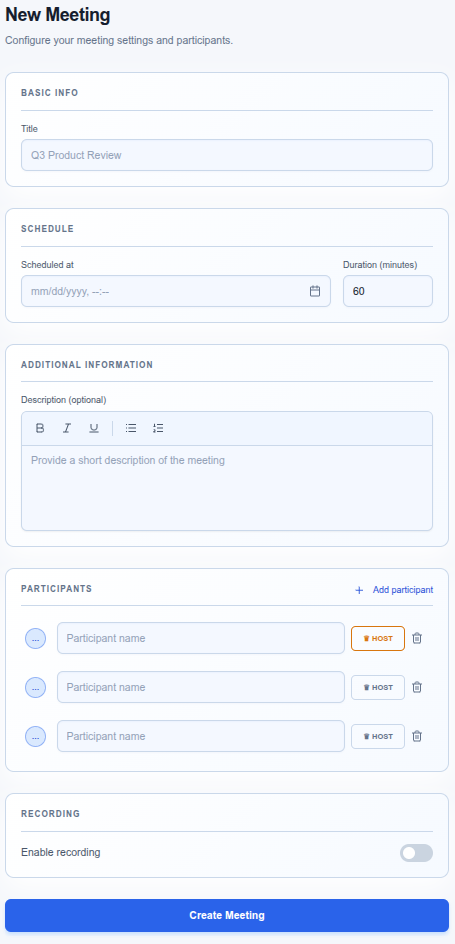 New Meeting
Configure your meeting settings and participants.
BASIC INFO
Title
Q3 Product Review
SCHEDULE
Scheduled at
Duration (minutes)
mm/dd/yyyy, --:--
60
ADDITIONAL INFORMATION
Description (optional)
B I U
Provide a short description of the meeting
PARTICIPANTS
+ Add participant
... Participant name ♛ HOST
... Participant name ♛ HOST
... Participant name ♛ HOST
RECORDING
Enable recording
Create Meeting